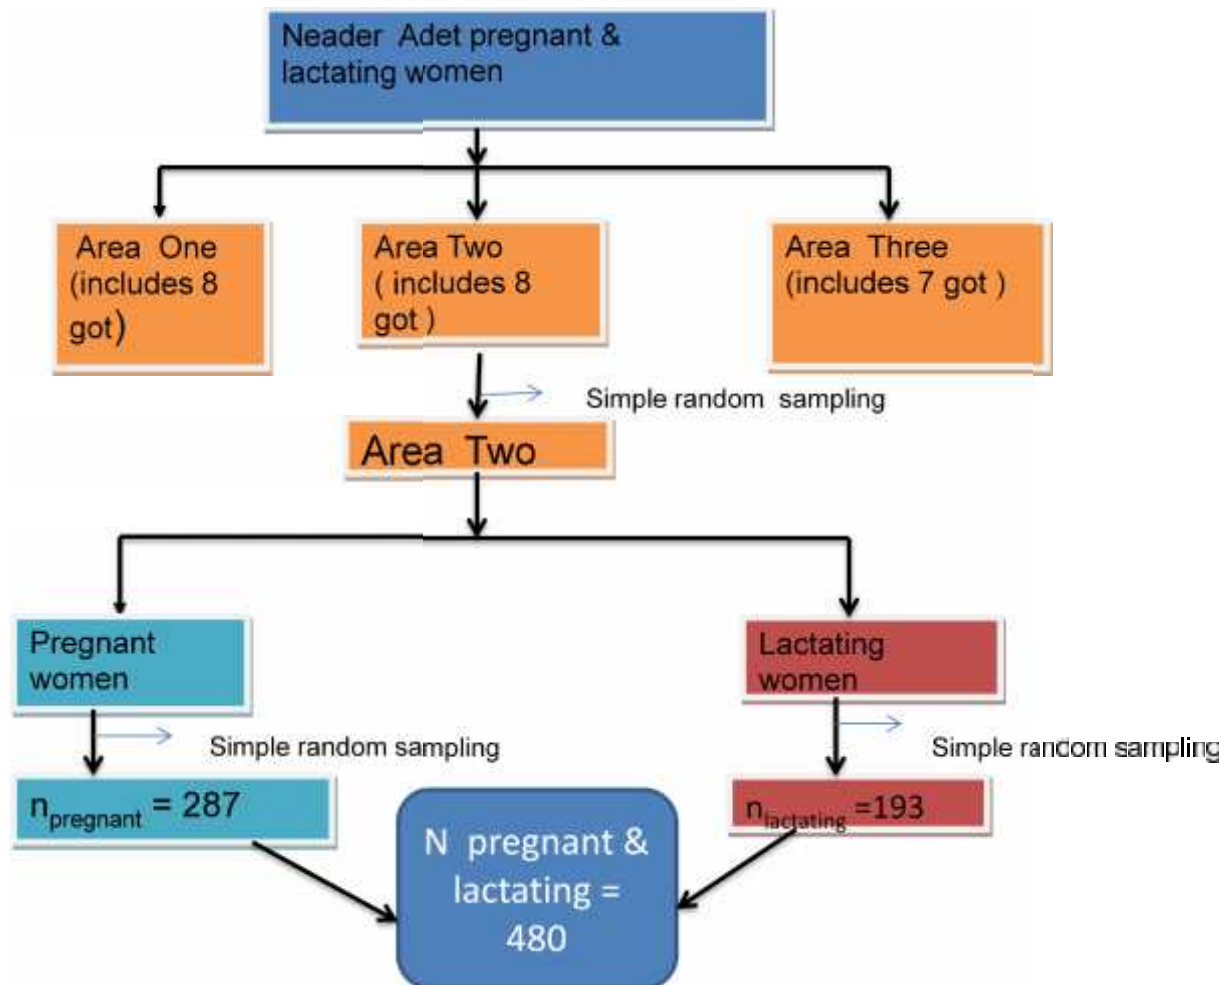 Neader Adet pregnant &
lactating women
Area One
(includes 8
got)
Area Two
( includes 8
got )
Area Three
(includes 7 got )
Simple random sampling
Area Two
Pregnant
women
Lactating
women
Simple random sampling
Simple random sampling
n pregnant = 287
n lactating =193
N pregnant &
lactating =
480